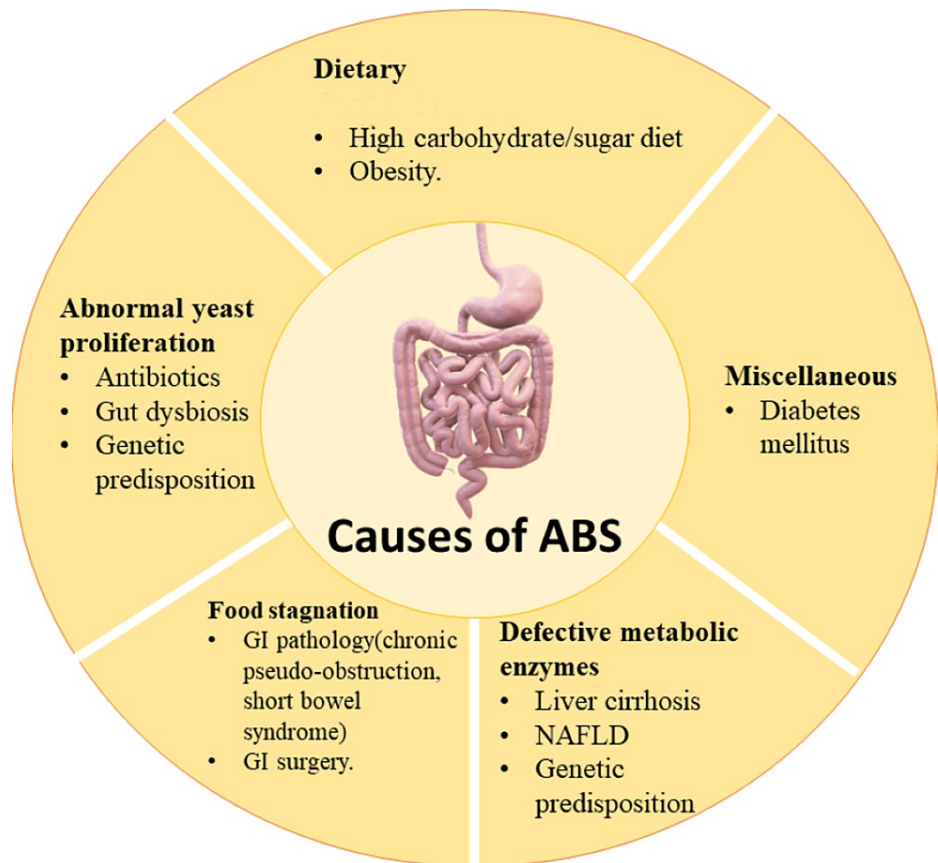 Dietary
• High carbohydrate/sugar diet
• Obesity.
Abnormal yeast
proliferation
• Antibiotics
• Gut dysbiosis
• Genetic
predisposition
Miscellaneous
• Diabetes
mellitus
Causes of ABS
Food stagnation
• GI pathology(chronic
pseudo-obstruction,
short bowel
syndrome)
• GI surgery.
Defective metabolic
enzymes
• Liver cirrhosis
• NAFLD
• Genetic
predisposition